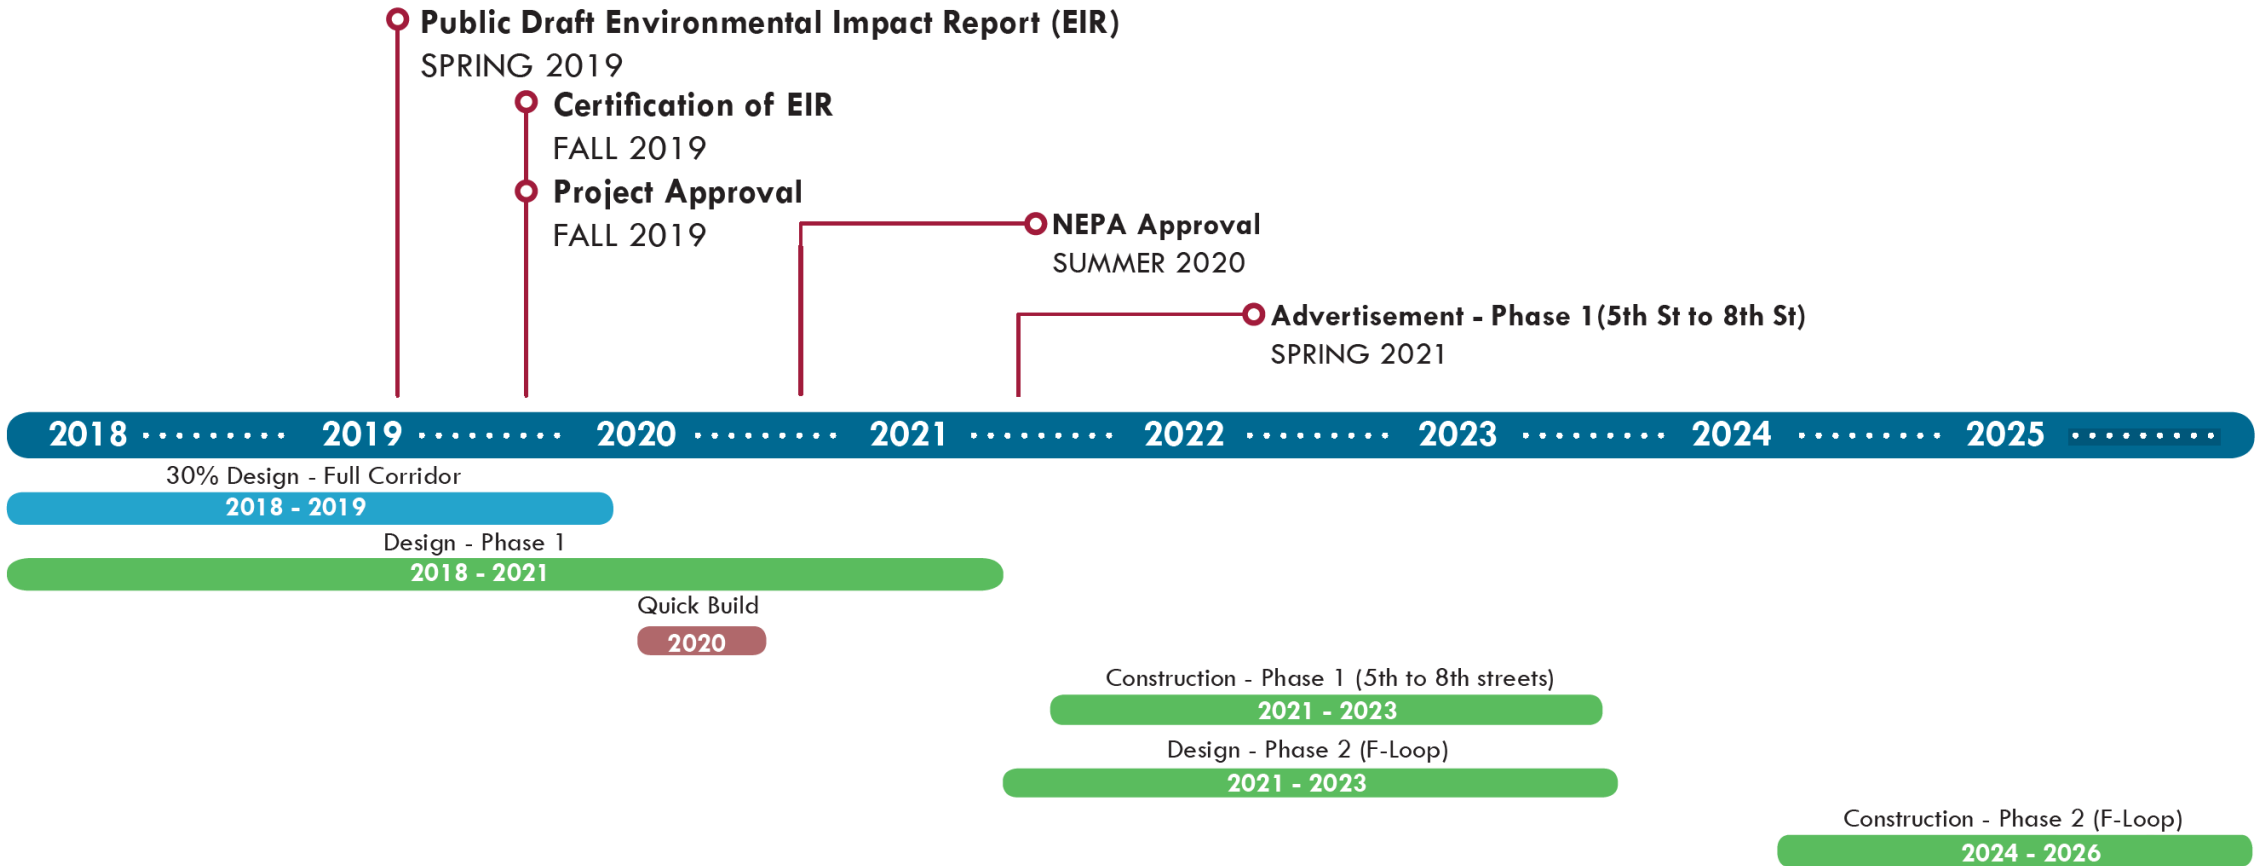 Public Draft Environmental Impact Report (EIR)
SPRING 2019
Certification of EIR
FALL 2019
Project Approval
FALL 2019
NEPA Approval
SUMMER 2020
Advertisement - Phase 1(5th St to 8th St)
SPRING 2021
2018 ......... 2019 ......... 2020 ......... 2021 ......... 2022 ......... 2023 ......... 2024 ......... 2025 .........
30% Design - Full Corridor
2018 - 2019
Design - Phase 1
2018 - 2021
Quick Build
2020
Construction - Phase 1 (5th to 8th streets)
2021 - 2023
Design - Phase 2 (F-Loop)
2021 - 2023
Construction - Phase 2 (F-Loop)
2024 - 2026